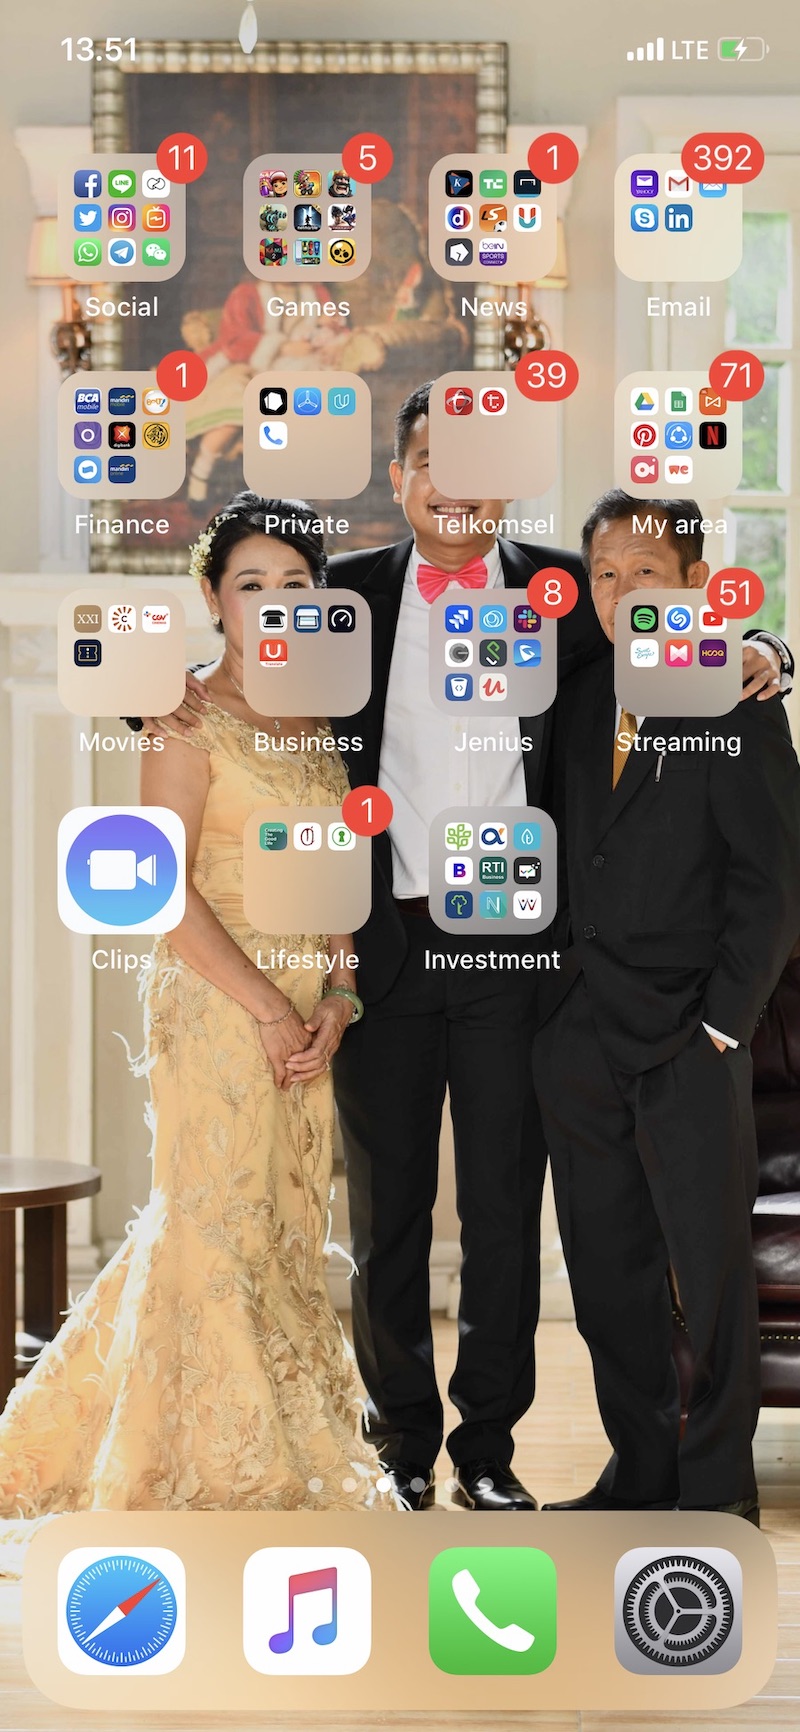 13.51
LTE
11
5
1
392
Social
Games
News
Email
1
39
71
Finance
Private
Telkomsel
My area
8
51
Movies
Business
Jenius
Streaming
1
Clips
Lifestyle
Investment